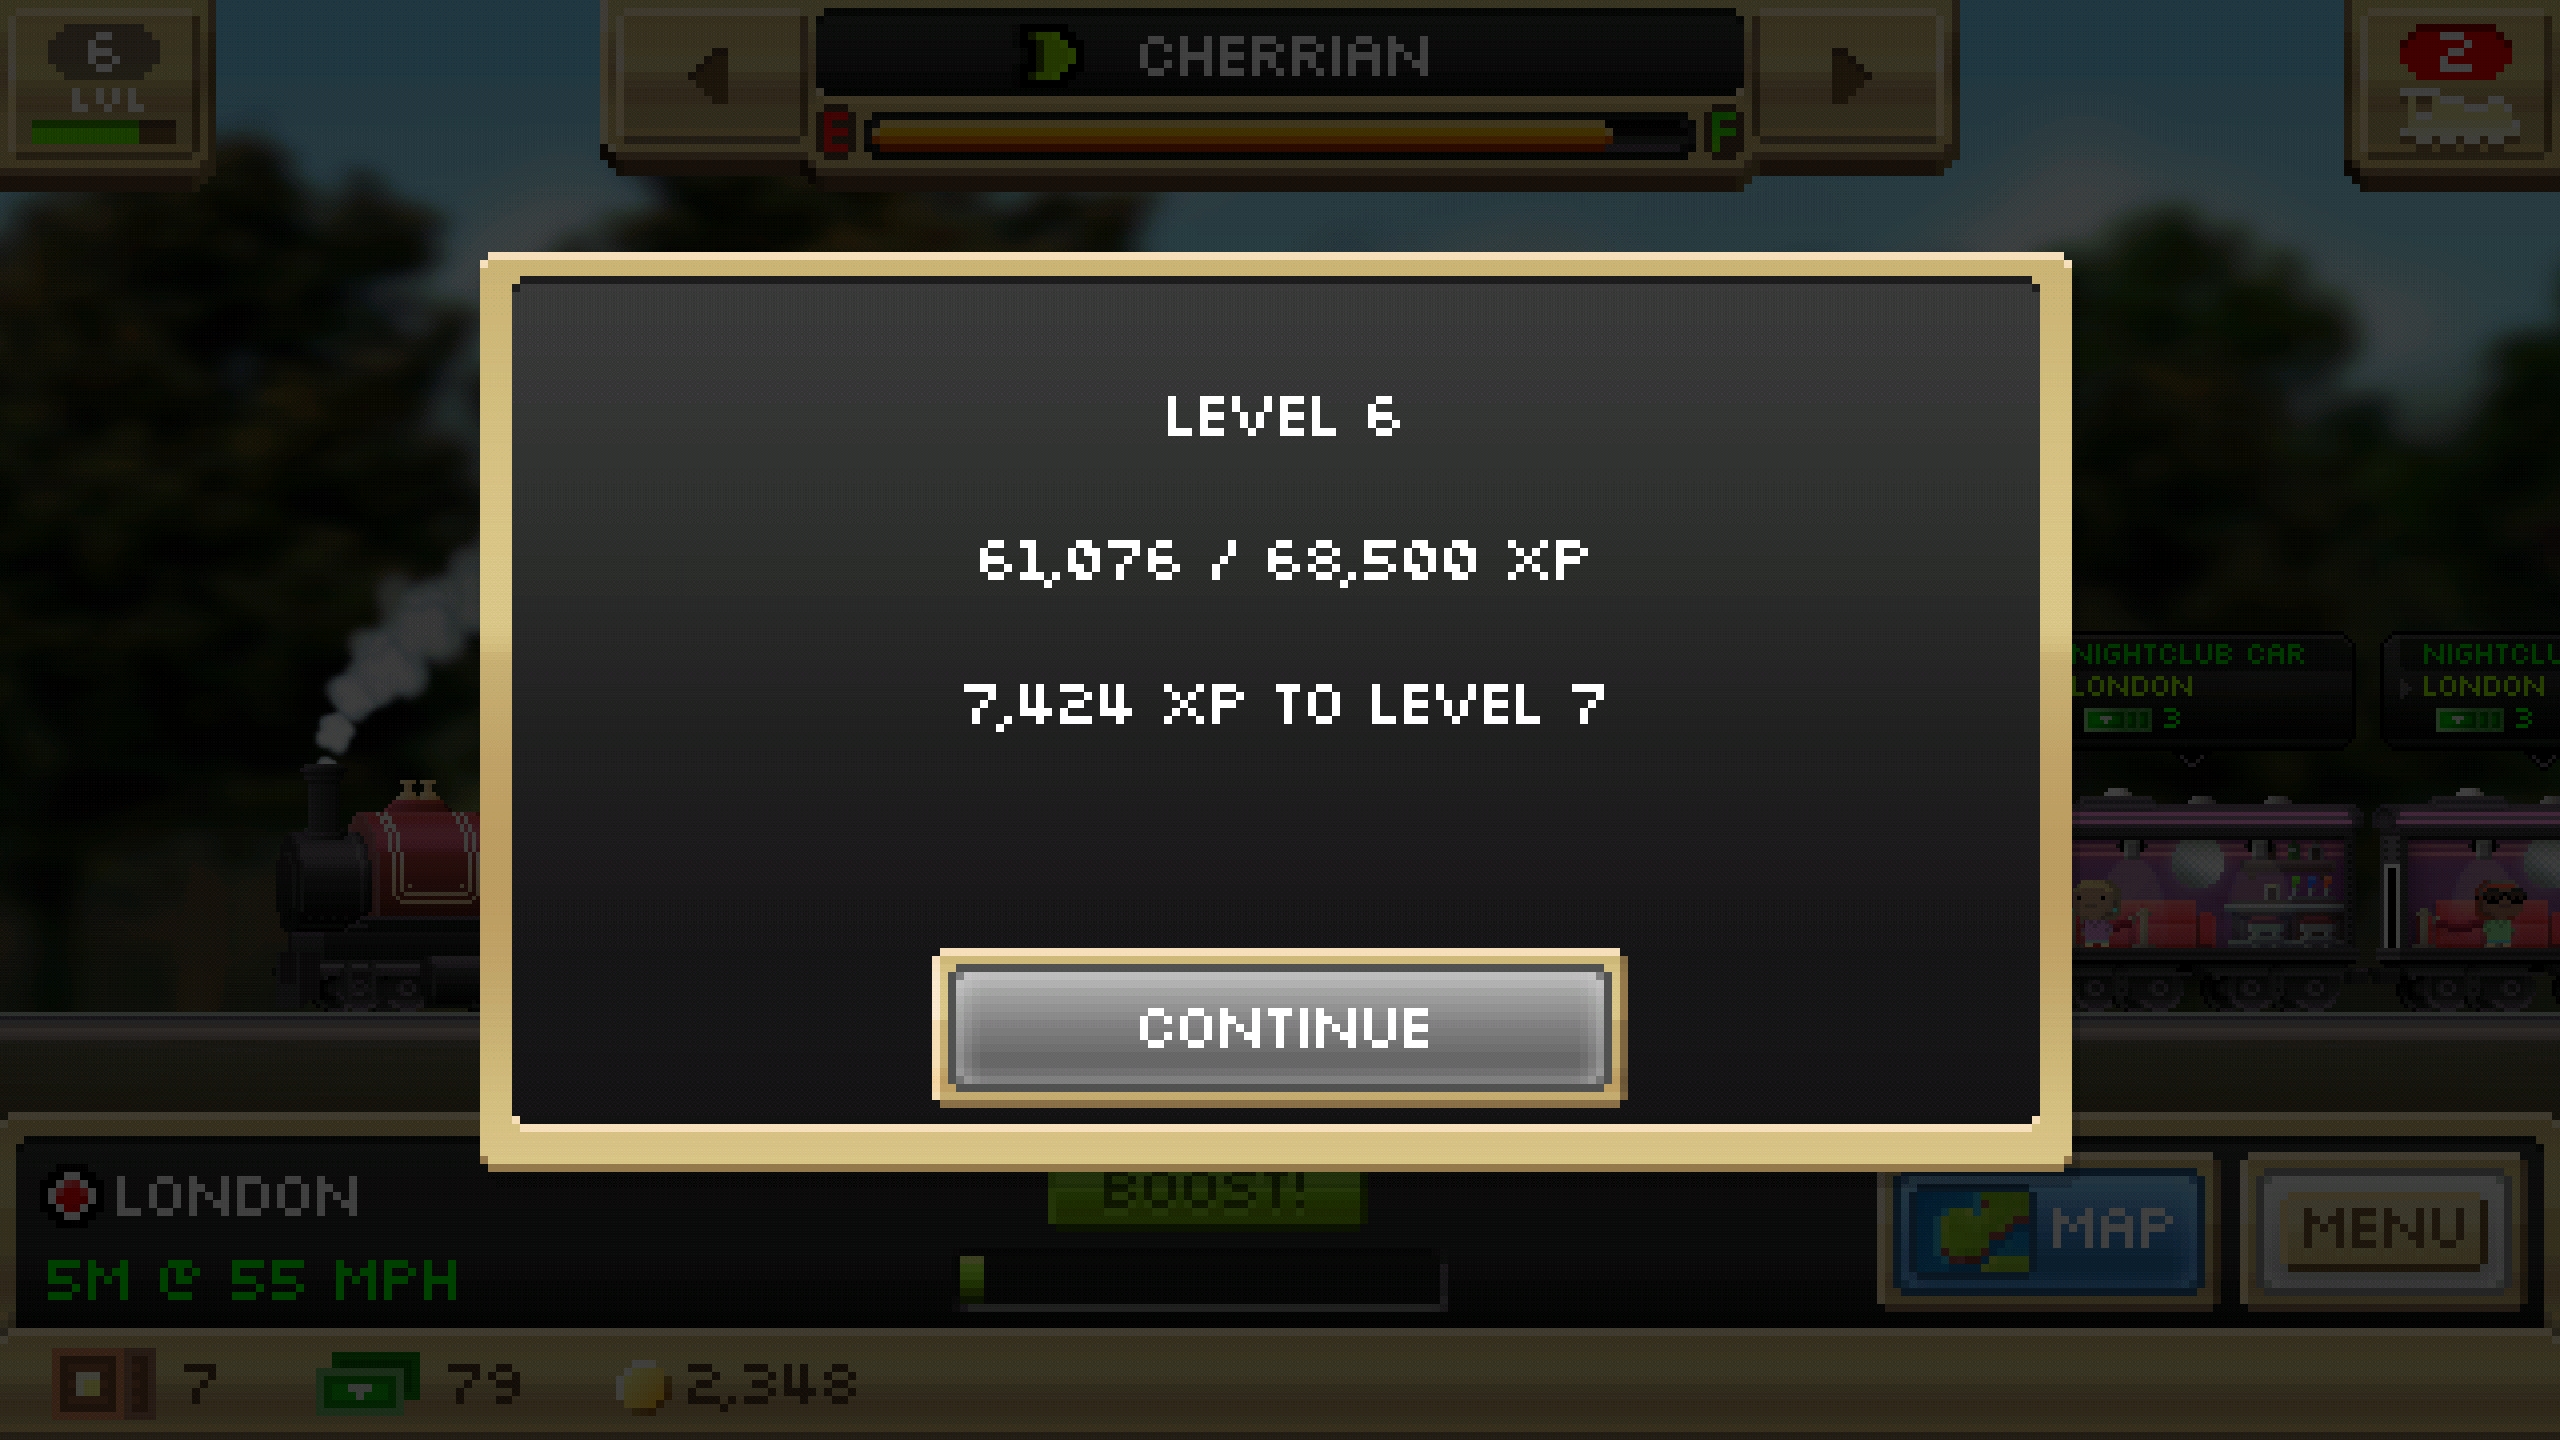 6
LVL
CHERRIAN
E
F
2
LEVEL 6
61,076 / 68,500 XP
7,424 XP TO LEVEL 7
CONTINUE
NIGHTCLUB CAR
LONDON
3
NIGHTCLU
LONDON
3
LONDON
5M @ 55 MPH
BOOST!
MAP
MENU
7
79
2,348